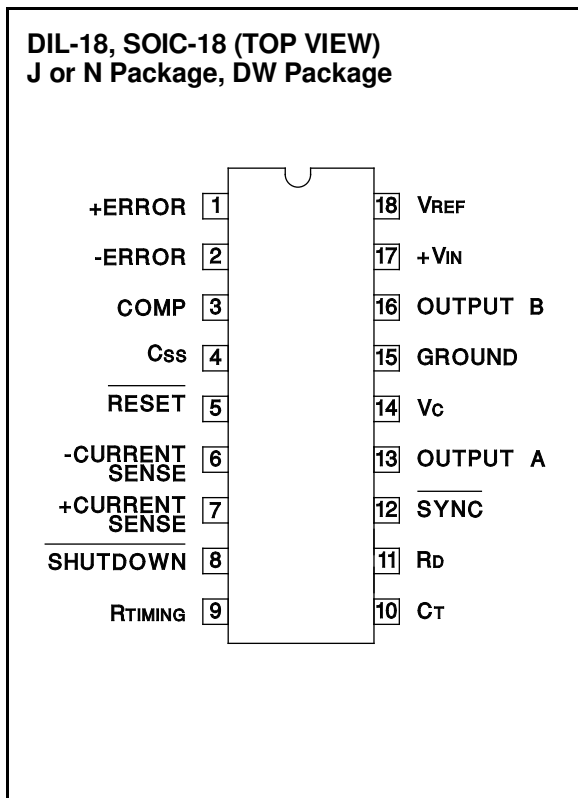 DIL-18, SOIC-18 (TOP VIEW)
J or N Package, DW Package
+ERROR 1 18 VREF
-ERROR 2 17 +VIN
COMP 3 16 OUTPUT B
CSS 4 15 GROUND
RESET 5 14 VC
-CURRENT SENSE 6 13 OUTPUT A
+CURRENT SENSE 7 12 SYNC
SHUTDOWN 8 11 RD
RTIMING 9 10 CT